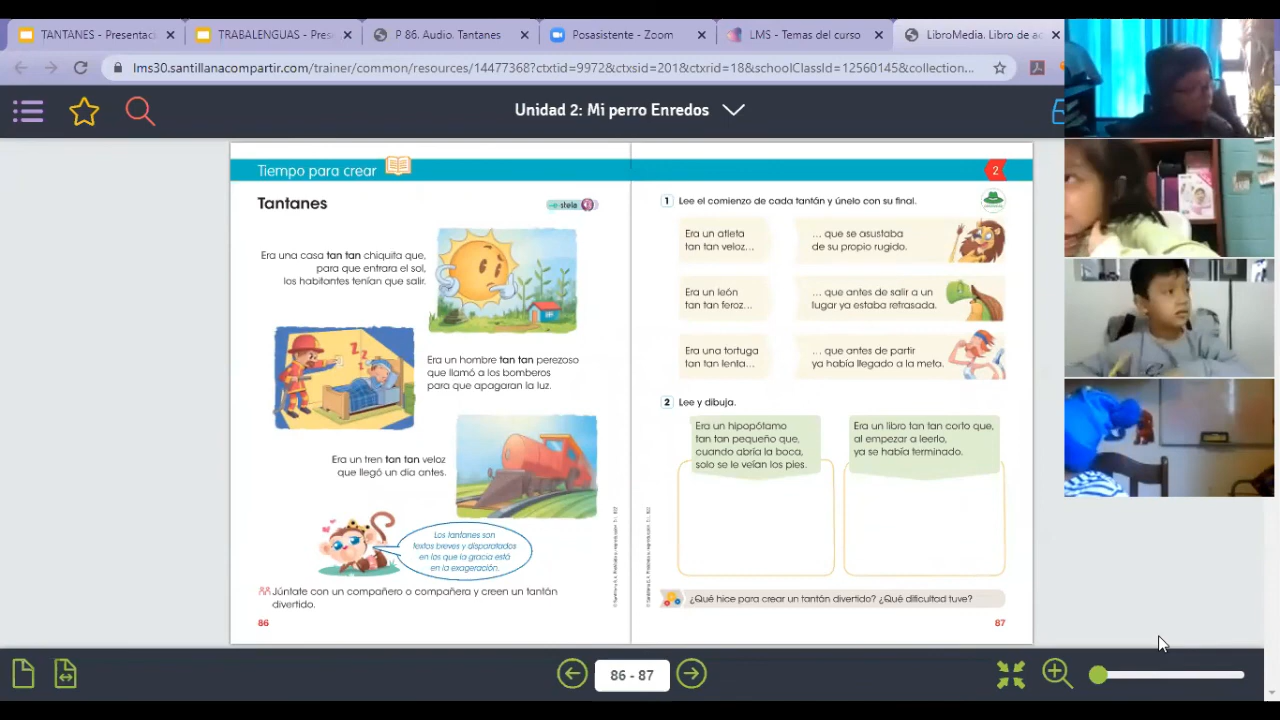 TANTANES - Presentac
TRABALENGUAS - Pres
P 86. Audio. Tantanes
Posasistente - Zoom
LMS - Temas del curso
LibroMedia. Libro de ac
lms30.santillanacompartir.com/trainer/common/resources/14477368?ctxtid=9972&ctxsid=201&ctxrid=18&schoolClassId=12560145&collection...
Unidad 2: Mi perro Enredos
Tiempo para crear
Tantanes
stela
Era una casa tan tan chiquita que,
para que entrara el sol,
los habitantes tenían que salir.
Era un hombre tan tan perezoso
que llamó a los bomberos
para que apagaran la luz.
Era un tren tan tan veloz
que llegó un día antes.
Los tantanes son
textos breves y disparatados
en los que la gracia está
en la exageración.
Júntate con un compañero o compañera y creen un tantán
divertido.
86
2
1 Lee el comienzo de cada tantán y únelo con su final.
Era un atleta
tan tan veloz...
... que se asustaba
de su propio rugido.
Era un león
tan tan feroz...
... que antes de salir a un
lugar ya estaba retrasada.
Era una tortuga
tan tan lenta...
... que antes de partir
ya había llegado a la meta.
2 Lee y dibuja.
Era un hipopótamo
tan tan pequeño que,
cuando abría la boca,
solo se le veían los pies.
Era un libro tan tan corto que,
al empezar a leerlo,
ya se había terminado.
¿Qué hice para crear un tantán divertido? ¿Qué dificultad tuve?
87
86 - 87